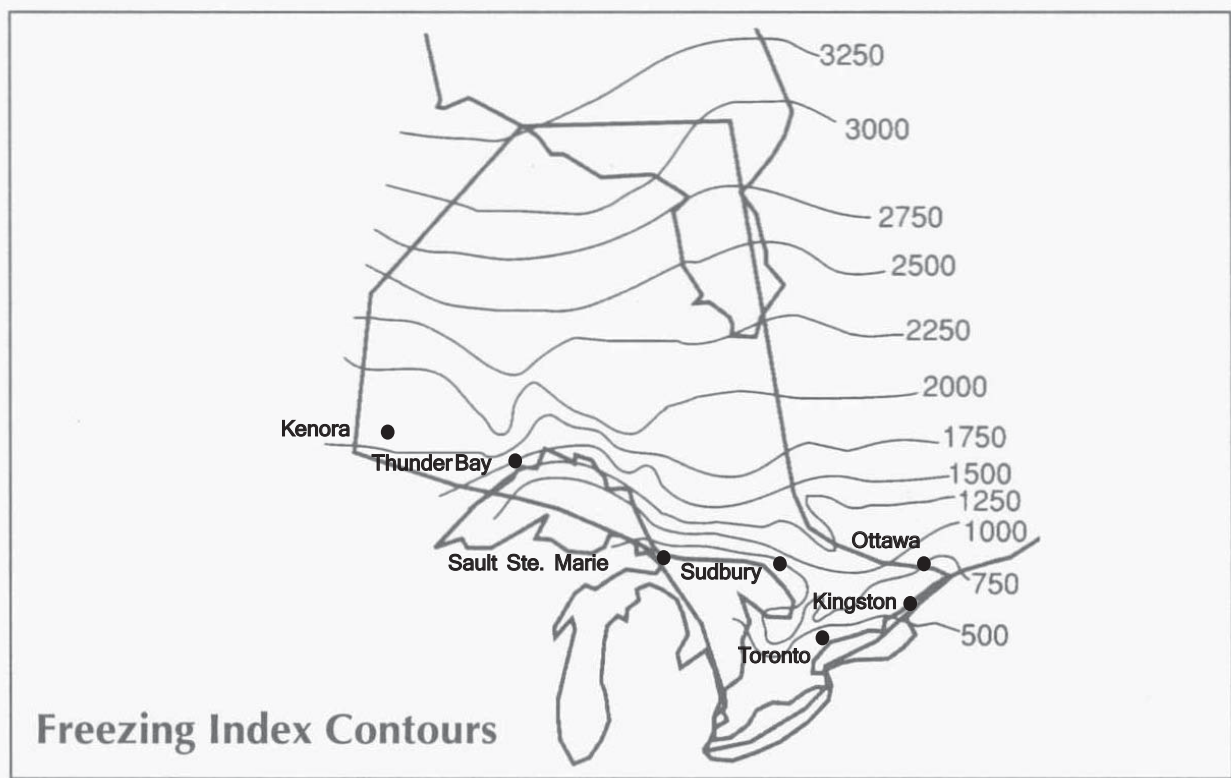 3250
3000
2750
2500
2250
2000
Kenora
1750
Thunder Bay
1500
1250
1000
Ottawa
Sault Ste. Marie
Sudbury
750
Kingston
500
Toronto
Freezing Index Contours